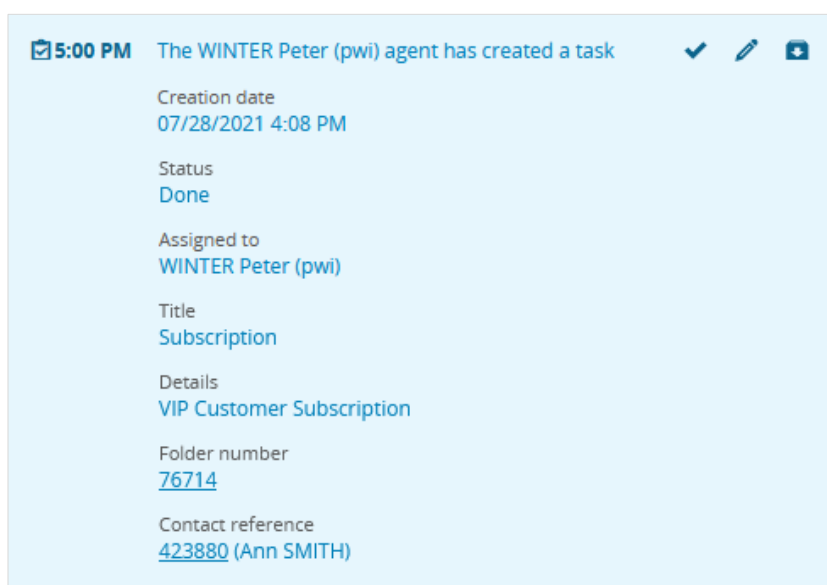 5:00 PM The WINTER Peter (pwi) agent has created a task
Creation date
07/28/2021 4:08 PM
Status
Done
Assigned to
WINTER Peter (pwi)
Title
Subscription
Details
VIP Customer Subscription
Folder number
76714
Contact reference
423880 (Ann SMITH)